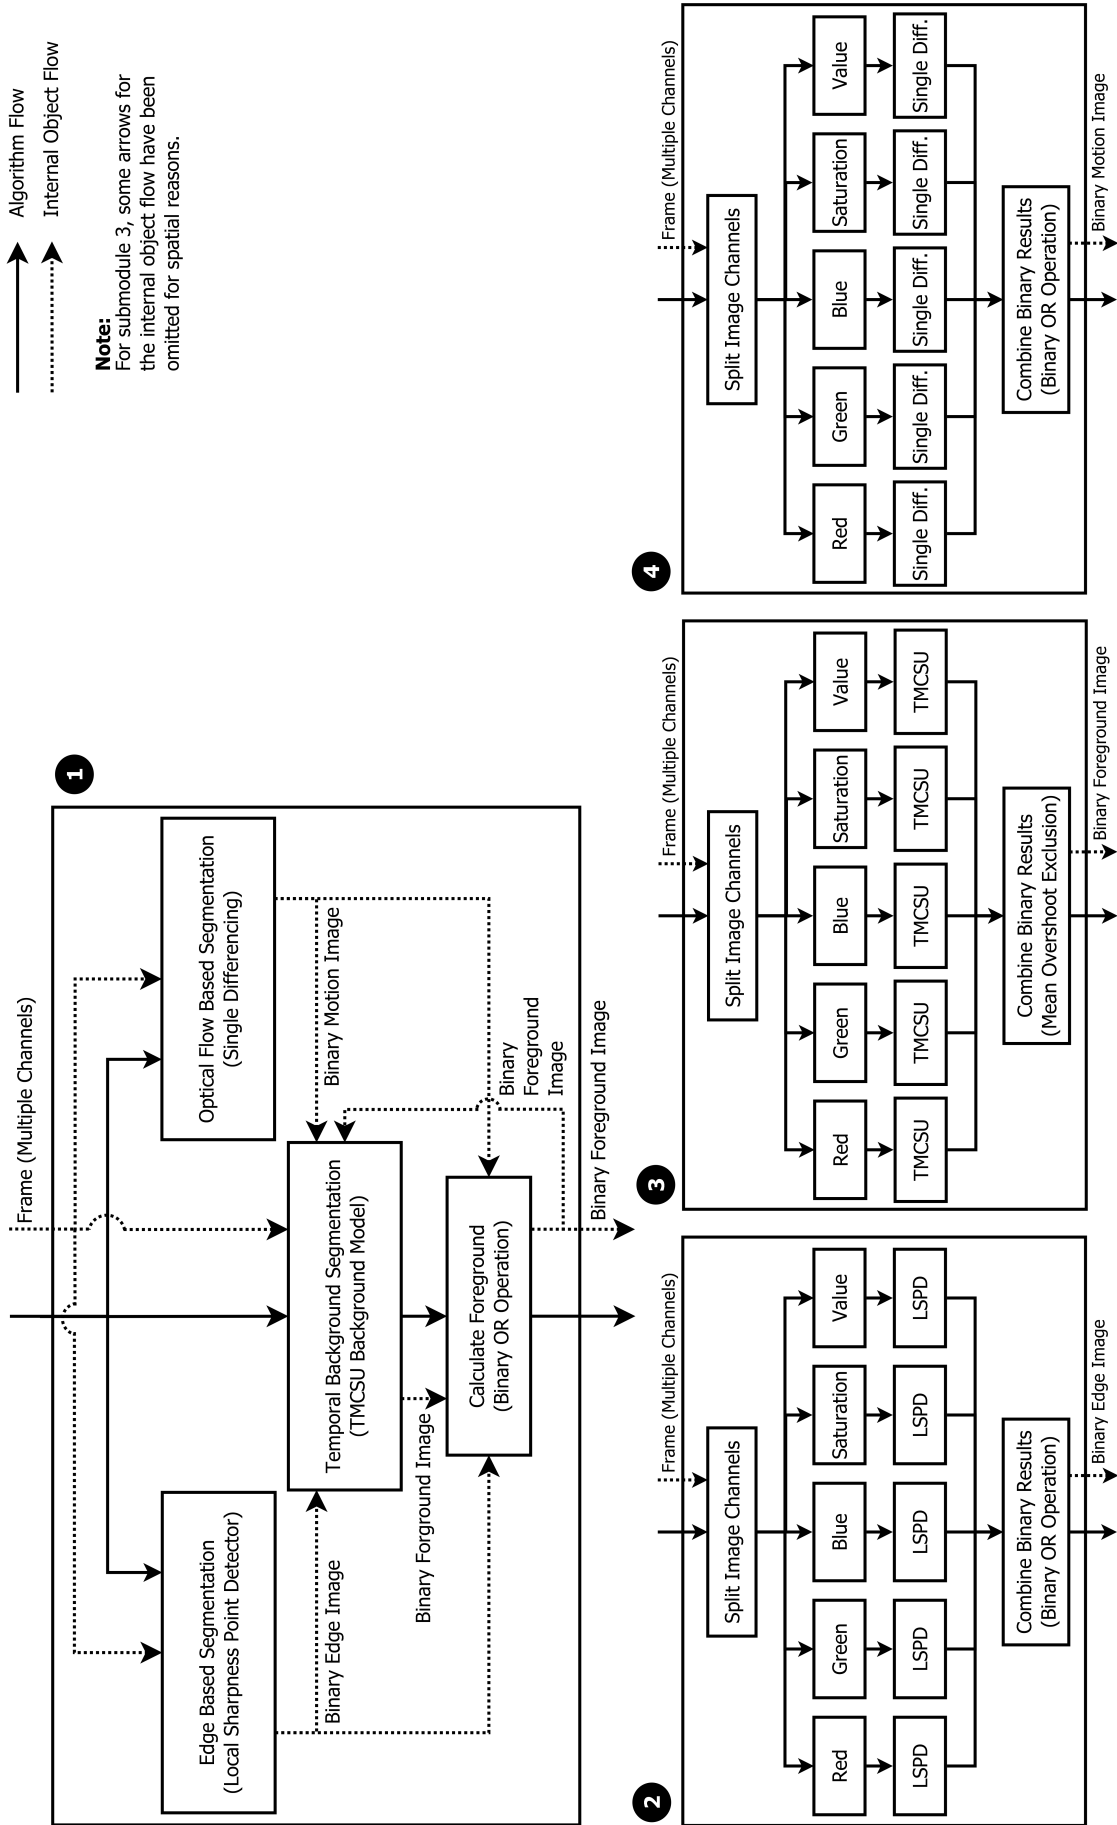 Algorithm Flow
Internal Object Flow
Note:
For submodule 3, some arrows for
the internal object flow have been
omitted for spatial reasons.
1
Frame (Multiple Channels)
Edge Based Segmentation
(Local Sharpness Point Detector)
Optical Flow Based Segmentation
(Single Differencing)
Binary Edge Image
Binary Motion Image
Temporal Background Segmentation
(TMCSU Background Model)
Binary Forground Image
Binary
Foreground
Image
Calculate Foreground
(Binary OR Operation)
Binary Foreground Image
2
Frame (Multiple Channels)
Split Image Channels
Red
Green
Blue
Saturation
Value
LSPD
LSPD
LSPD
LSPD
LSPD
Combine Binary Results
(Binary OR Operation)
Binary Edge Image
3
Frame (Multiple Channels)
Split Image Channels
Red
Green
Blue
Saturation
Value
TMCSU
TMCSU
TMCSU
TMCSU
TMCSU
Combine Binary Results
(Mean Overshoot Exclusion)
Binary Foreground Image
4
Frame (Multiple Channels)
Split Image Channels
Red
Green
Blue
Saturation
Value
Single Diff.
Single Diff.
Single Diff.
Single Diff.
Single Diff.
Combine Binary Results
(Binary OR Operation)
Binary Motion Image